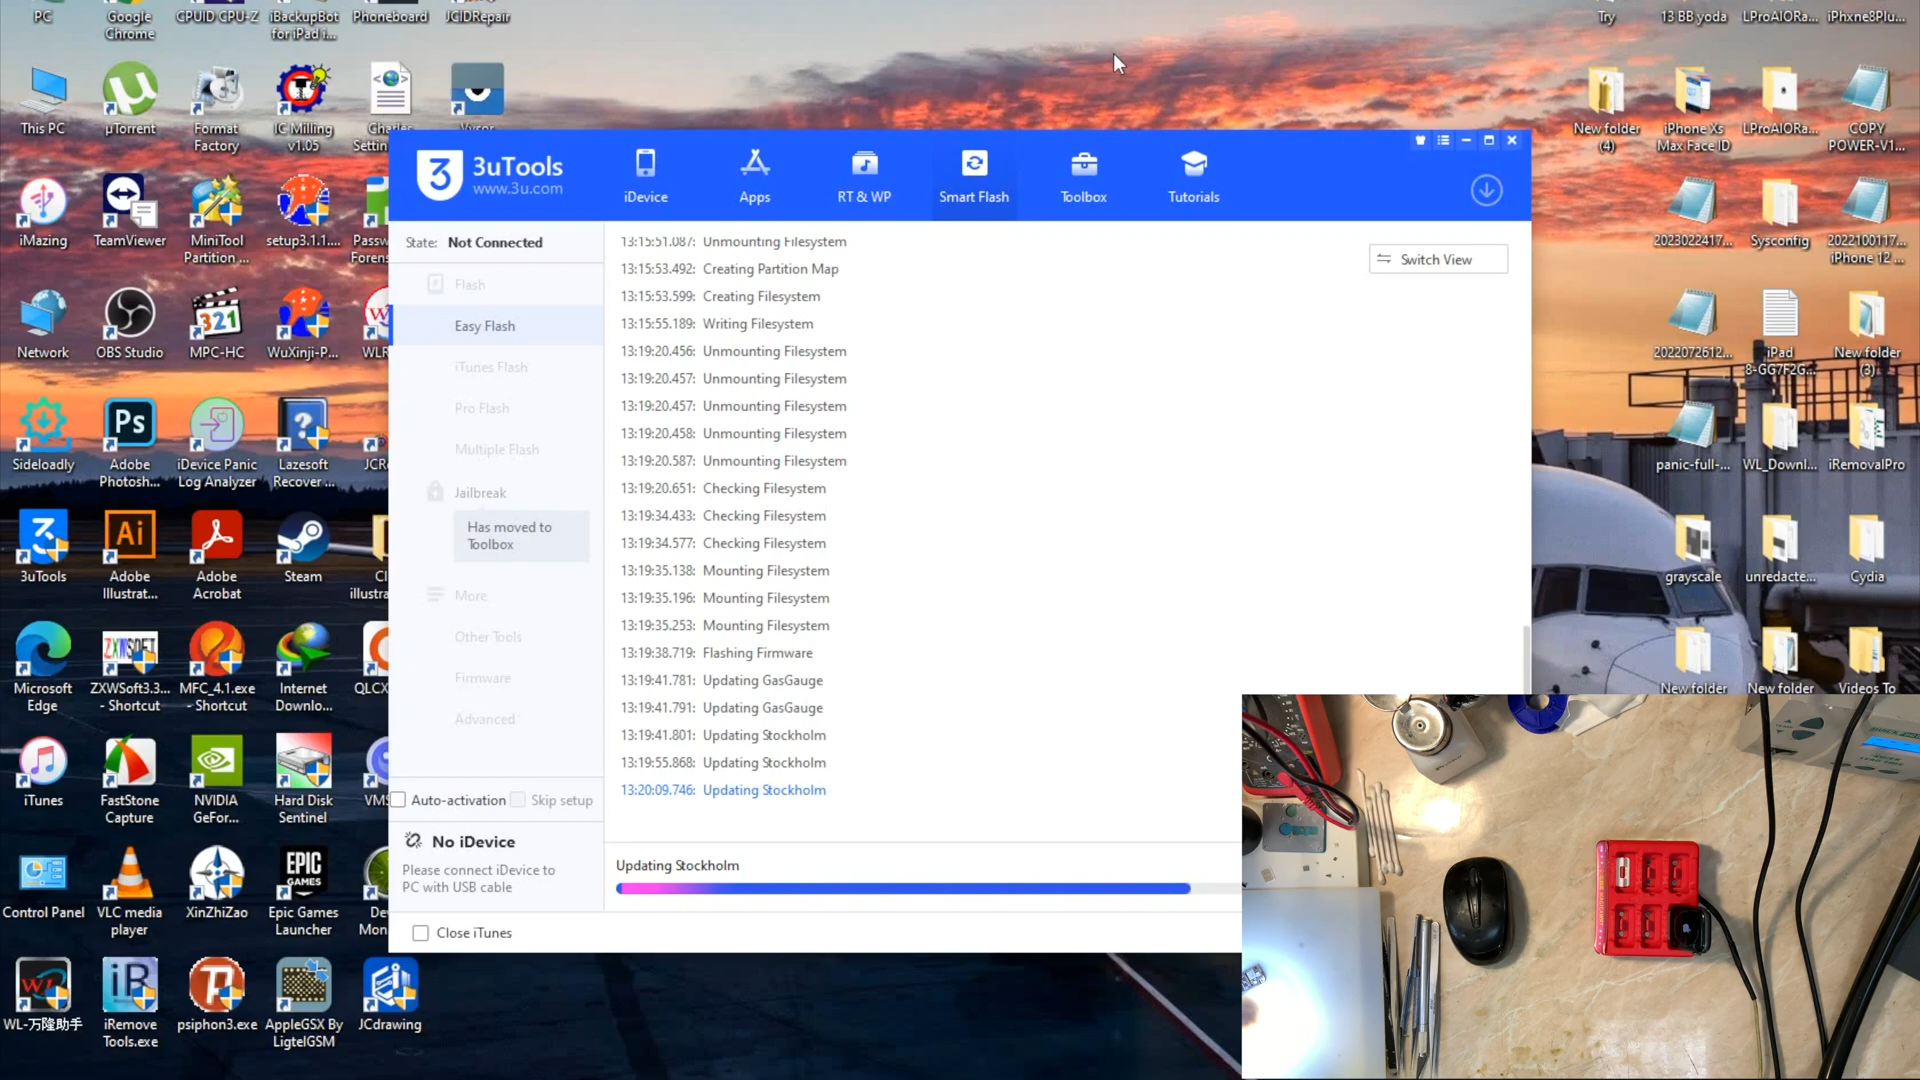 PC
Google
Chrome
CPUID CPU-Z
iBackupBot
for iPad i...
Phoneboard
JCIDRepair
This PC
µTorrent
Format
Factory
IC Milling
v1.05
Charles
Vysor
iMazing
TeamViewer
MiniTool
Partition ...
setup3.1.1....
Network
OBS Studio
MPC-HC
WuXinji-P...
Sideloadly
Adobe
Photosh...
iDevice Panic
Log Analyzer
Lazesoft
Recover ...
3uTools
Adobe
Illustrat...
Adobe
Acrobat
Steam
Microsoft
Edge
ZXWSoft3.3...
- Shortcut
MFC_4.1.exe
- Shortcut
Internet
Downlo...
iTunes
FastStone
Capture
NVIDIA
GeFor...
Hard Disk
Sentinel
Control Panel
VLC media
player
XinZhiZao
Epic Games
Launcher
WL-万隆助手
iRemove
Tools.exe
psiphon3.exe
AppleGSX By
LigtelGSM
JCdrawing
3uTools
www.3u.com
iDevice
Apps
RT & WP
Smart Flash
Toolbox
Tutorials
State: Not Connected
Flash
Easy Flash
iTunes Flash
Pro Flash
Multiple Flash
Jailbreak
Has moved to
Toolbox
More
Other Tools
Firmware
Advanced
Auto-activation
Skip setup
No iDevice
Please connect iDevice to
PC with USB cable
Close iTunes
Switch View
13:15:51.087: Unmounting Filesystem
13:15:53.492: Creating Partition Map
13:15:53.599: Creating Filesystem
13:15:55.189: Writing Filesystem
13:19:20.456: Unmounting Filesystem
13:19:20.457: Unmounting Filesystem
13:19:20.457: Unmounting Filesystem
13:19:20.458: Unmounting Filesystem
13:19:20.587: Unmounting Filesystem
13:19:20.651: Checking Filesystem
13:19:34.433: Checking Filesystem
13:19:34.577: Checking Filesystem
13:19:35.138: Mounting Filesystem
13:19:35.196: Mounting Filesystem
13:19:35.253: Mounting Filesystem
13:19:38.719: Flashing Firmware
13:19:41.781: Updating GasGauge
13:19:41.791: Updating GasGauge
13:19:41.801: Updating Stockholm
13:19:55.868: Updating Stockholm
13:20:09.746: Updating Stockholm
Updating Stockholm
Try
13 BB yoda
LProAIORa...
iPhxne8Plu...
New folder
(4)
iPhone Xs
Max Face ID
LProAIORa...
COPY
POWER-V1...
2023022417...
Sysconfig
2022100117...
iPhone 12 ...
2022072612...
iPad
8-GG7F2G...
New folder
(3)
panic-full-...
WL_Downl...
iRemovalPro
grayscale
unredacte...
Cydia
New folder
New folder
Videos To